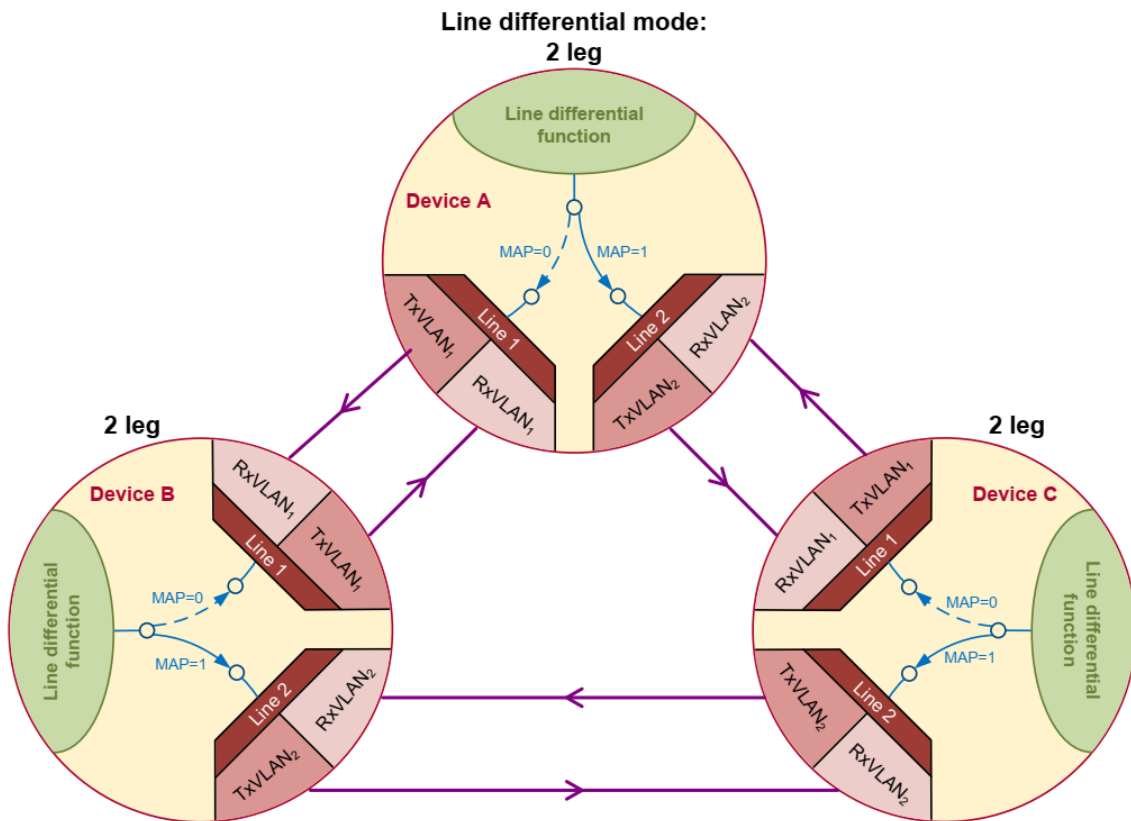 Line differential mode:
2 leg
Line differential
function
Device A
MAP=0
MAP=1
TxVLAN₁
Line 1
RxVLAN₁
Line 2
RxVLAN₂
TxVLAN₂
2 leg
Device B
Line differential
function
MAP=0
MAP=1
RxVLAN₁
Line 1
TxVLAN₁
Line 2
RxVLAN₂
TxVLAN₂
2 leg
Device C
TxVLAN₁
RxVLAN₁
Line 1
MAP=0
MAP=1
Line differential
function
TxVLAN₂
Line 2
RxVLAN₂